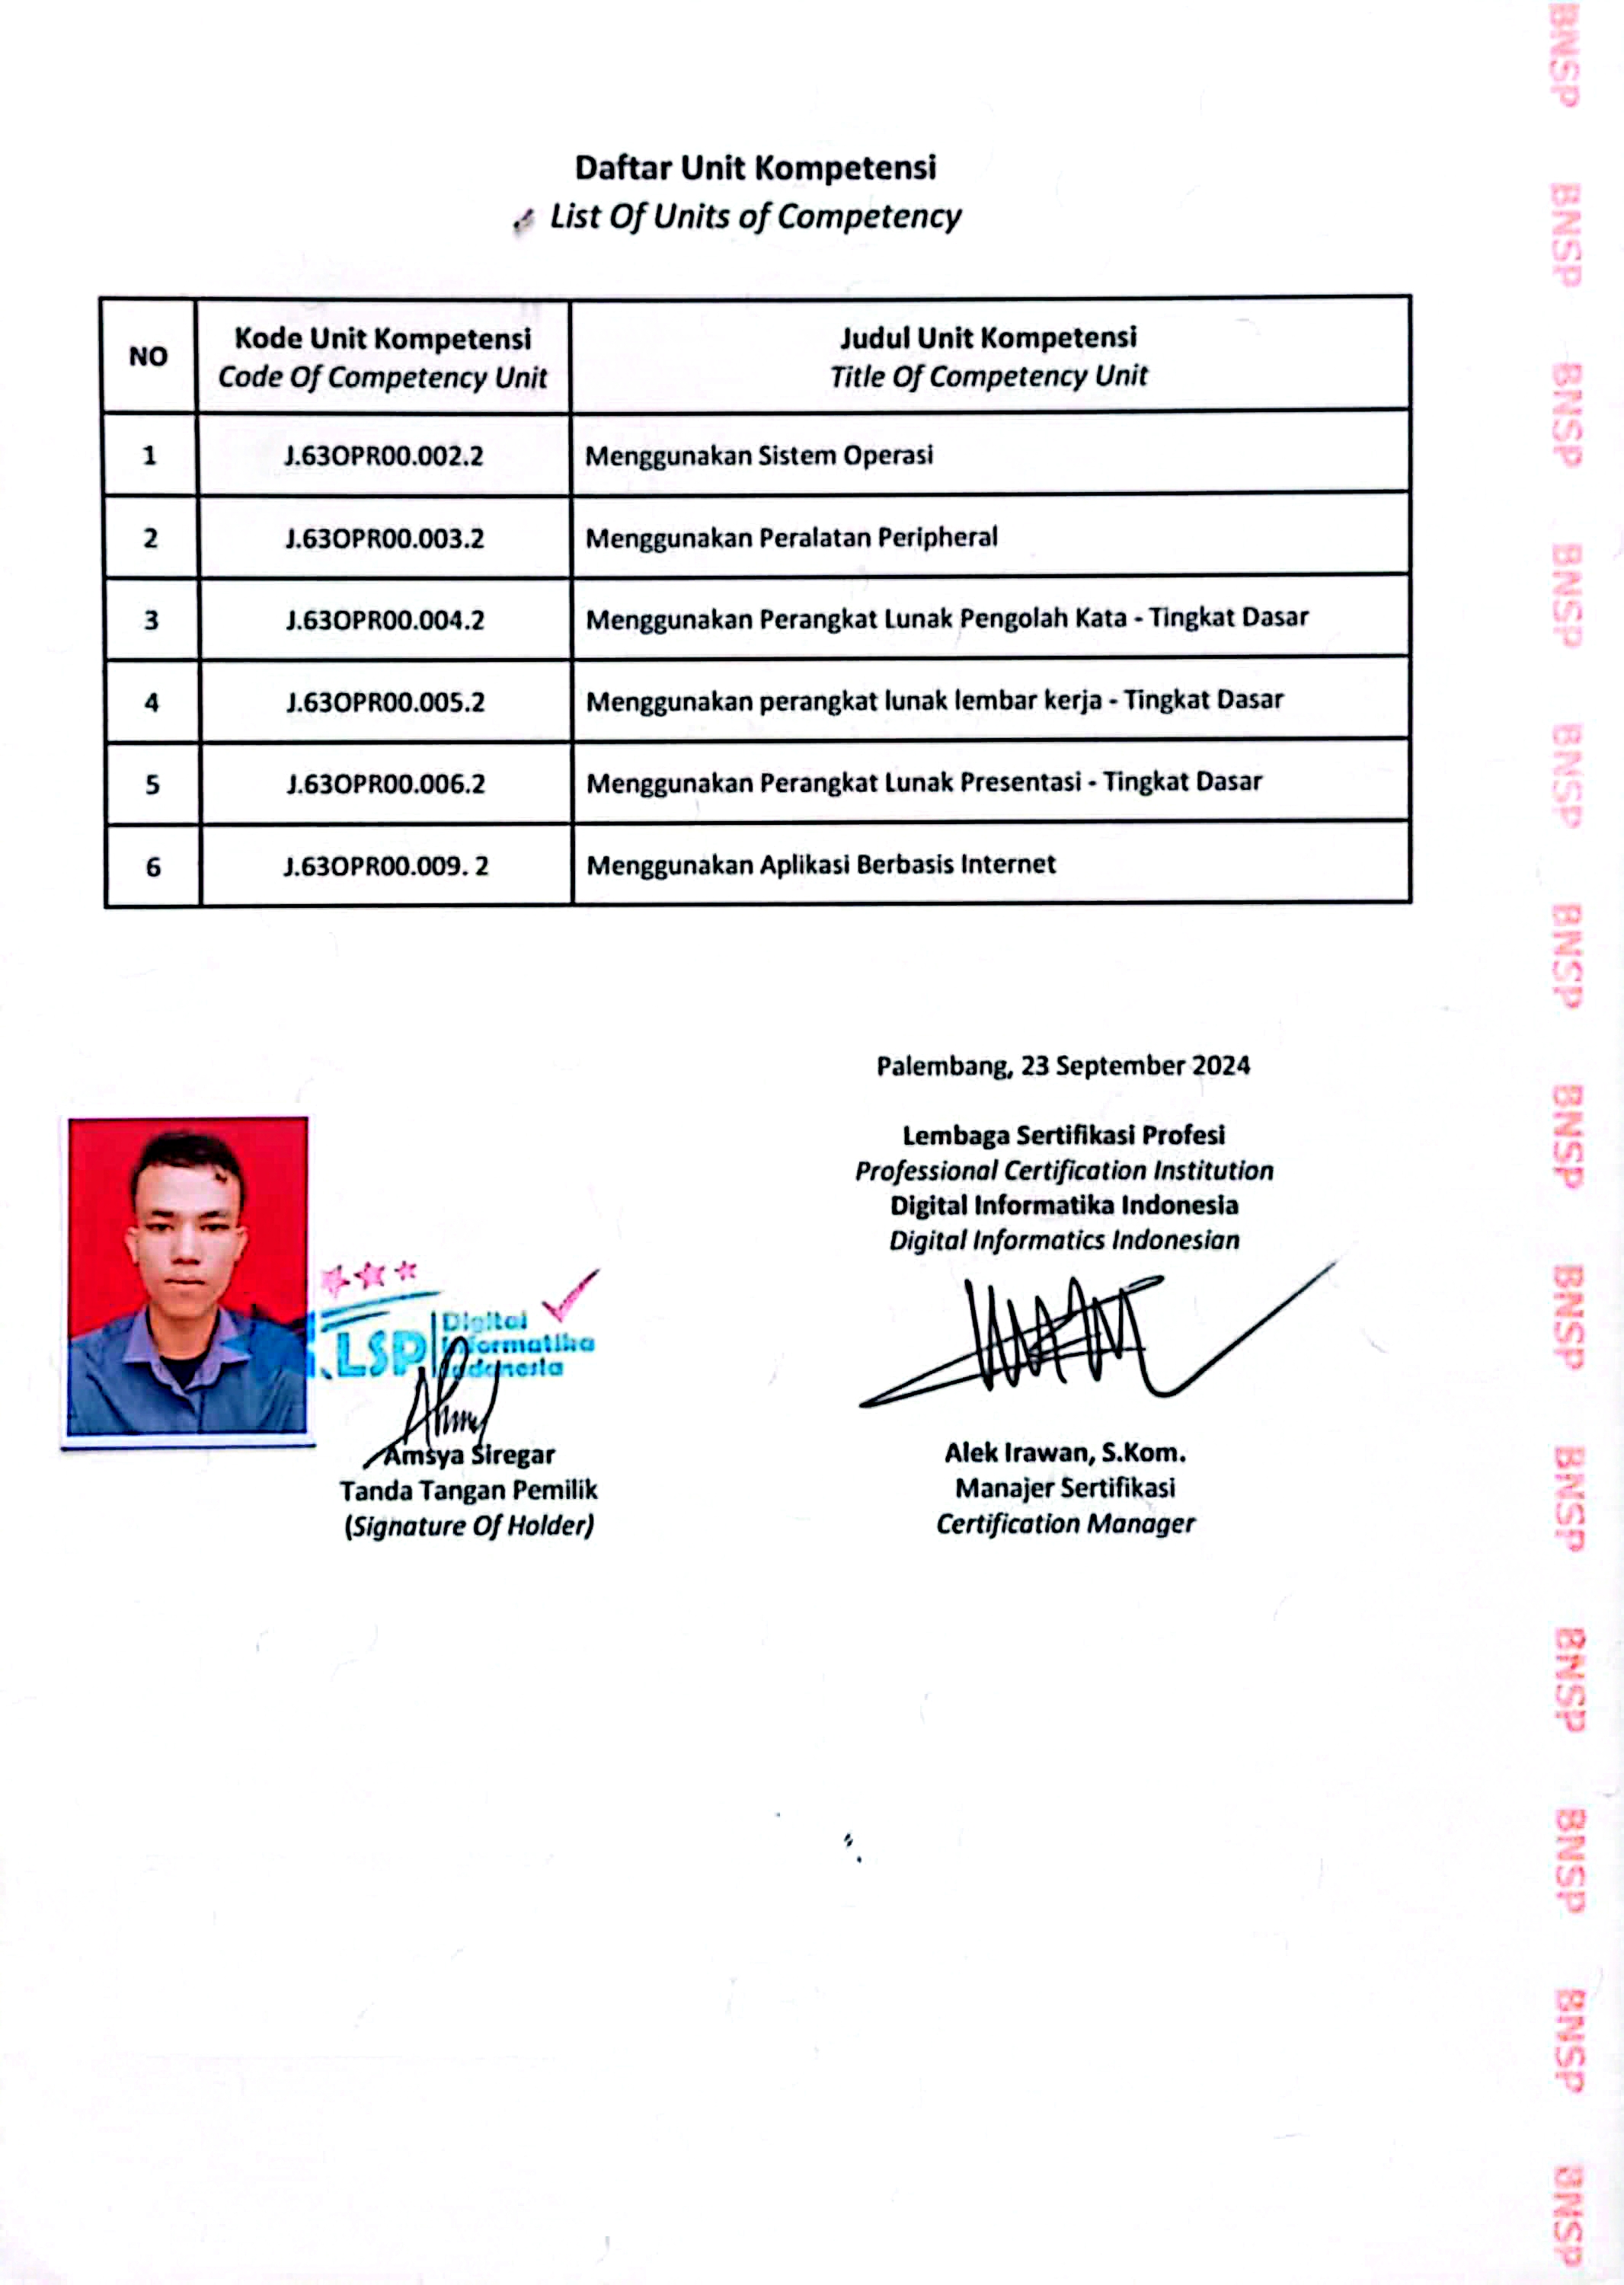 Daftar Unit Kompetensi
List Of Units of Competency
NO
Kode Unit Kompetensi
Code Of Competency Unit
Judul Unit Kompetensi
Title Of Competency Unit
1 J.63OPR00.002.2 Menggunakan Sistem Operasi
2 J.63OPR00.003.2 Menggunakan Peralatan Peripheral
3 J.63OPR00.004.2 Menggunakan Perangkat Lunak Pengolah Kata - Tingkat Dasar
4 J.63OPR00.005.2 Menggunakan perangkat lunak lembar kerja - Tingkat Dasar
5 J.63OPR00.006.2 Menggunakan Perangkat Lunak Presentasi - Tingkat Dasar
6 J.63OPR00.009. 2 Menggunakan Aplikasi Berbasis Internet
Palembang, 23 September 2024
Lembaga Sertifikasi Profesi
Professional Certification Institution
Digital Informatika Indonesia
Digital Informatics Indonesian
LSP
Digital
Informatika
Indonesia
Amsya Siregar
Tanda Tangan Pemilik
(Signature Of Holder)
Alek Irawan, S.Kom.
Manajer Sertifikasi
Certification Manager
BNSP
BNSP
BNSP
BNSP
BNSP
BNSP
BNSP
BNSP
BNSP
BNSP
BNSP
BNSP
BNSP